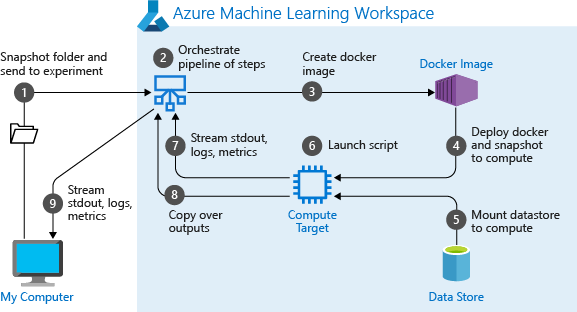 Azure Machine Learning Workspace
Snapshot folder and
send to experiment
1
2
Orchestrate
pipeline of steps
Create docker
image
3
Docker Image
4
Deploy docker
and snapshot
to compute
7
Stream stdout,
logs, metrics
6
Launch script
9
Stream
stdout, logs,
metrics
8
Copy over
outputs
Compute
Target
5
Mount datastore
to compute
My Computer
Data Store